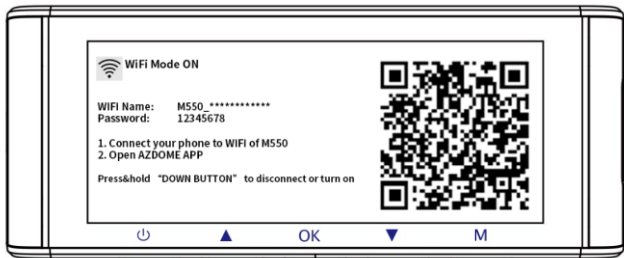 WiFi Mode ON
WIFI Name: M550_************
Password: 12345678
1. Connect your phone to WIFI of M550
2. Open AZDOME APP
Press&hold “DOWN BUTTON” to disconnect or turn on
OK M